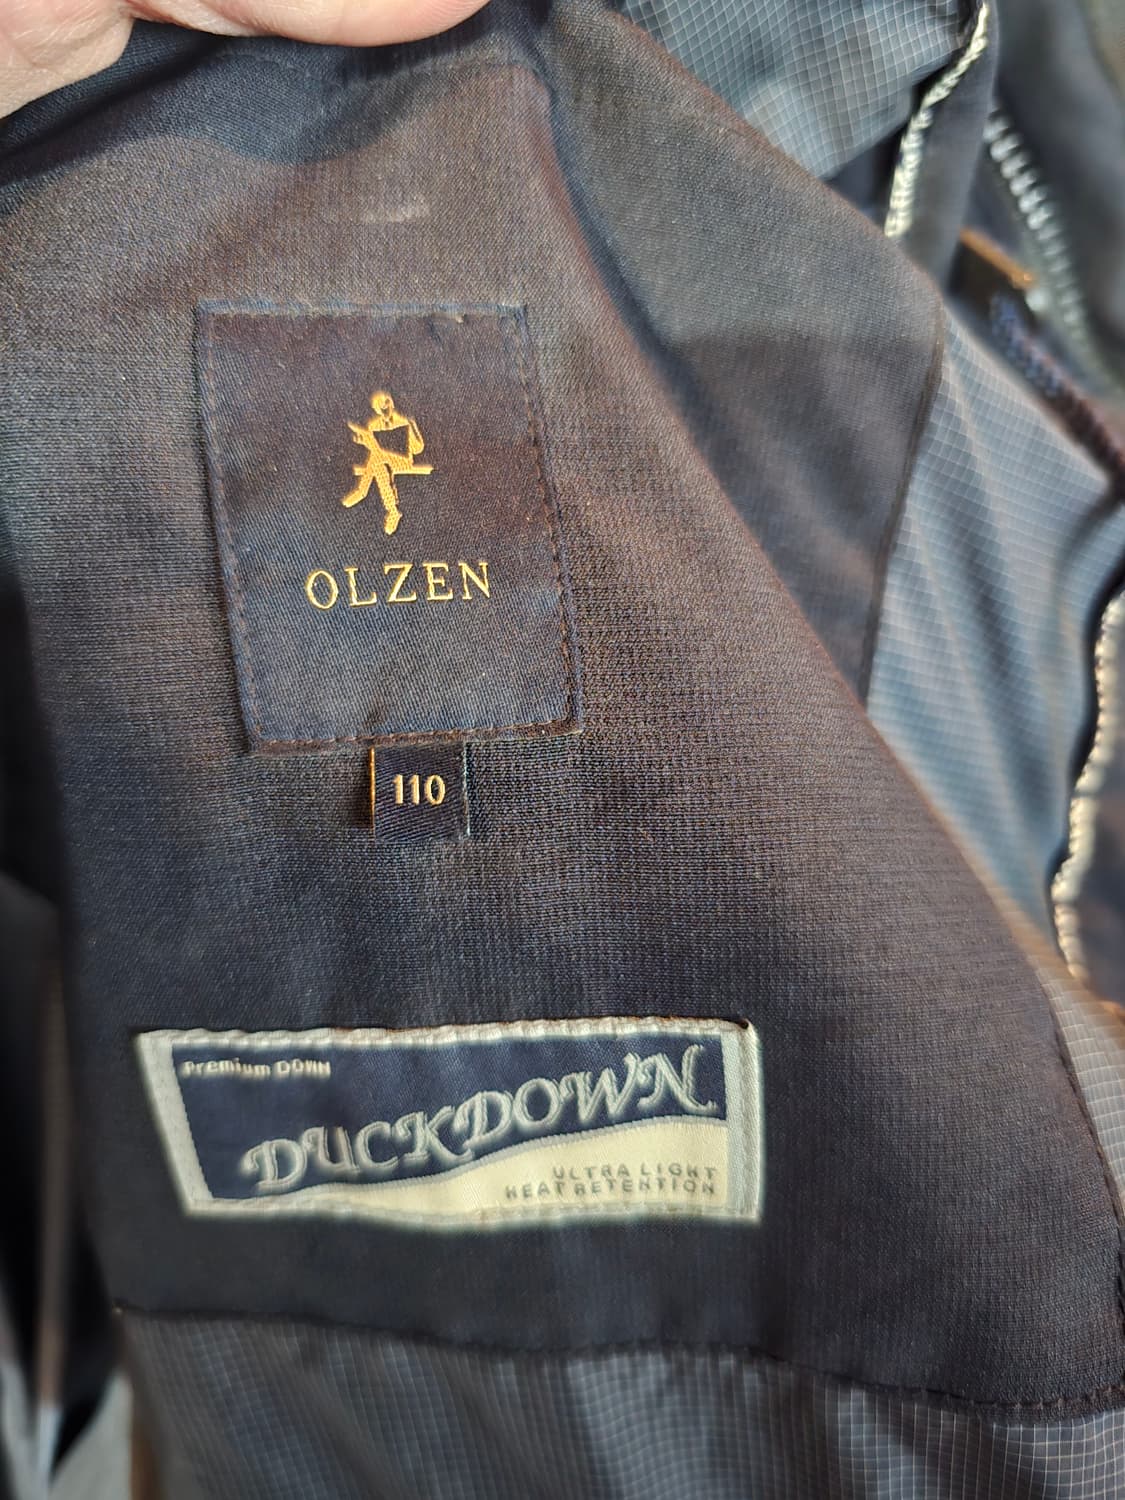 OLZEN
110
Premium DOWN
DUCKDOWN
ULTRA LIGHT
HEAT RETENTION